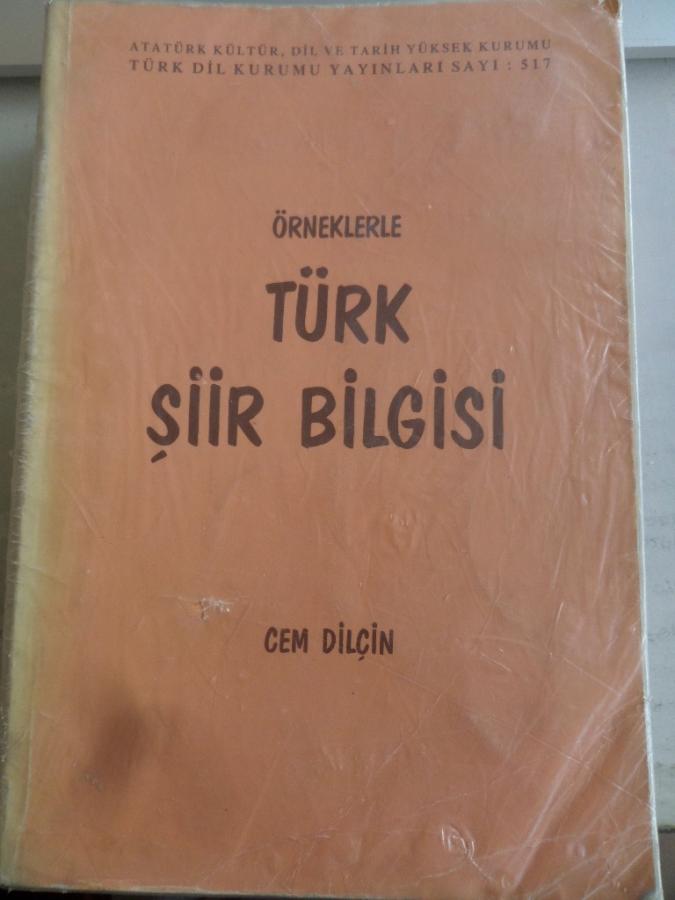 ATATÜRK KÜLTÜR, DİL VE TARİH YÜKSEK KURUMU
TÜRK DİL KURUMU YAYINLARI SAYI : 517
ÖRNEKLERLE
TÜRK
ŞİİR BİLGİSİ
CEM DİLÇİN